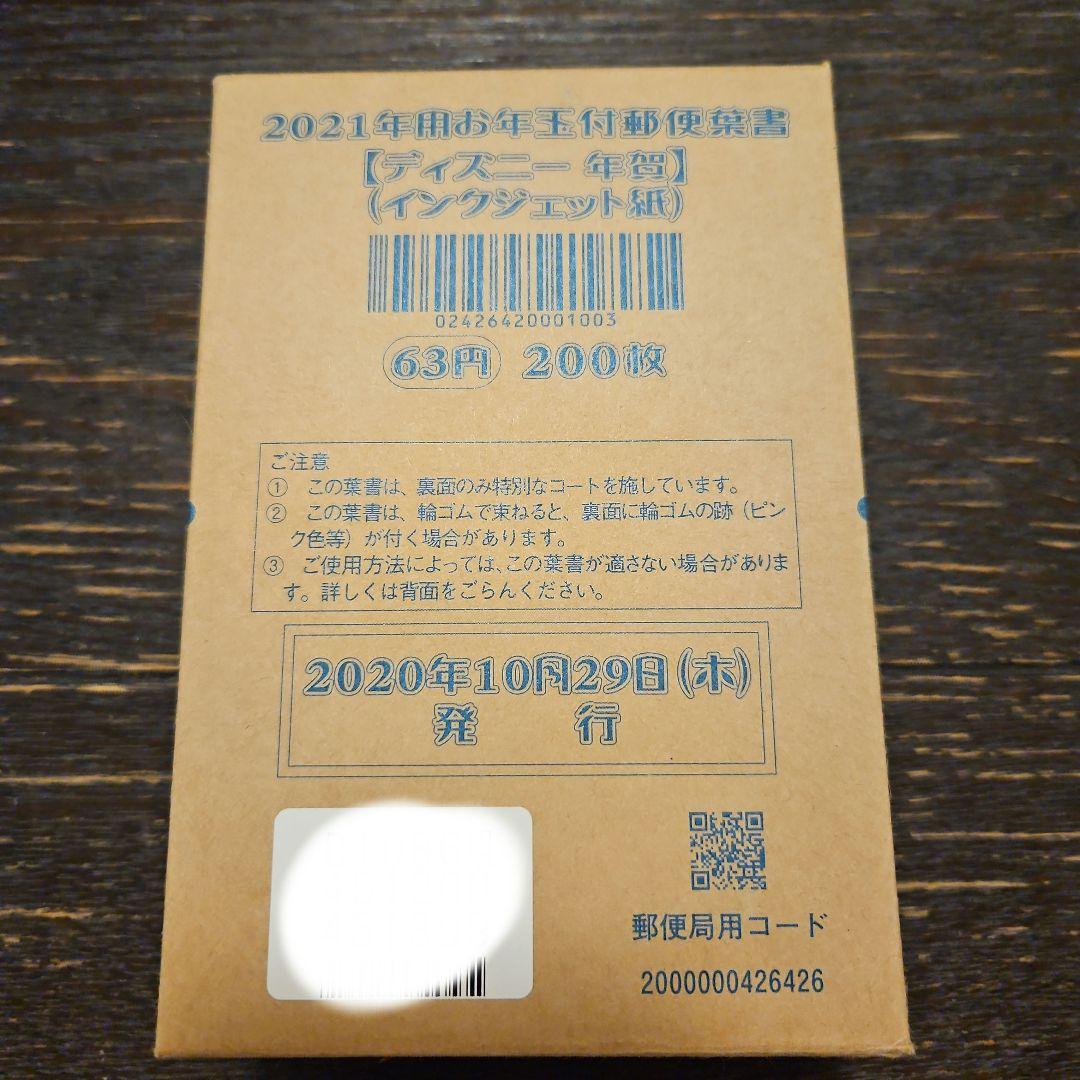 2021年用お年玉付郵便葉書
【ディズニー 年賀】
(インクジェット紙)
02426420001003
63円 200枚
ご注意
① この葉書は、裏面のみ特別なコートを施しています。
② この葉書は、輪ゴムで束ねると、裏面に輪ゴムの跡(ピン
ク色等)が付く場合があります。
③ ご使用方法によっては、この葉書が適さない場合がありま
す。詳しくは背面をごらんください。
2020年10月29日(木)
発 行
郵便局用コード
2000000426426